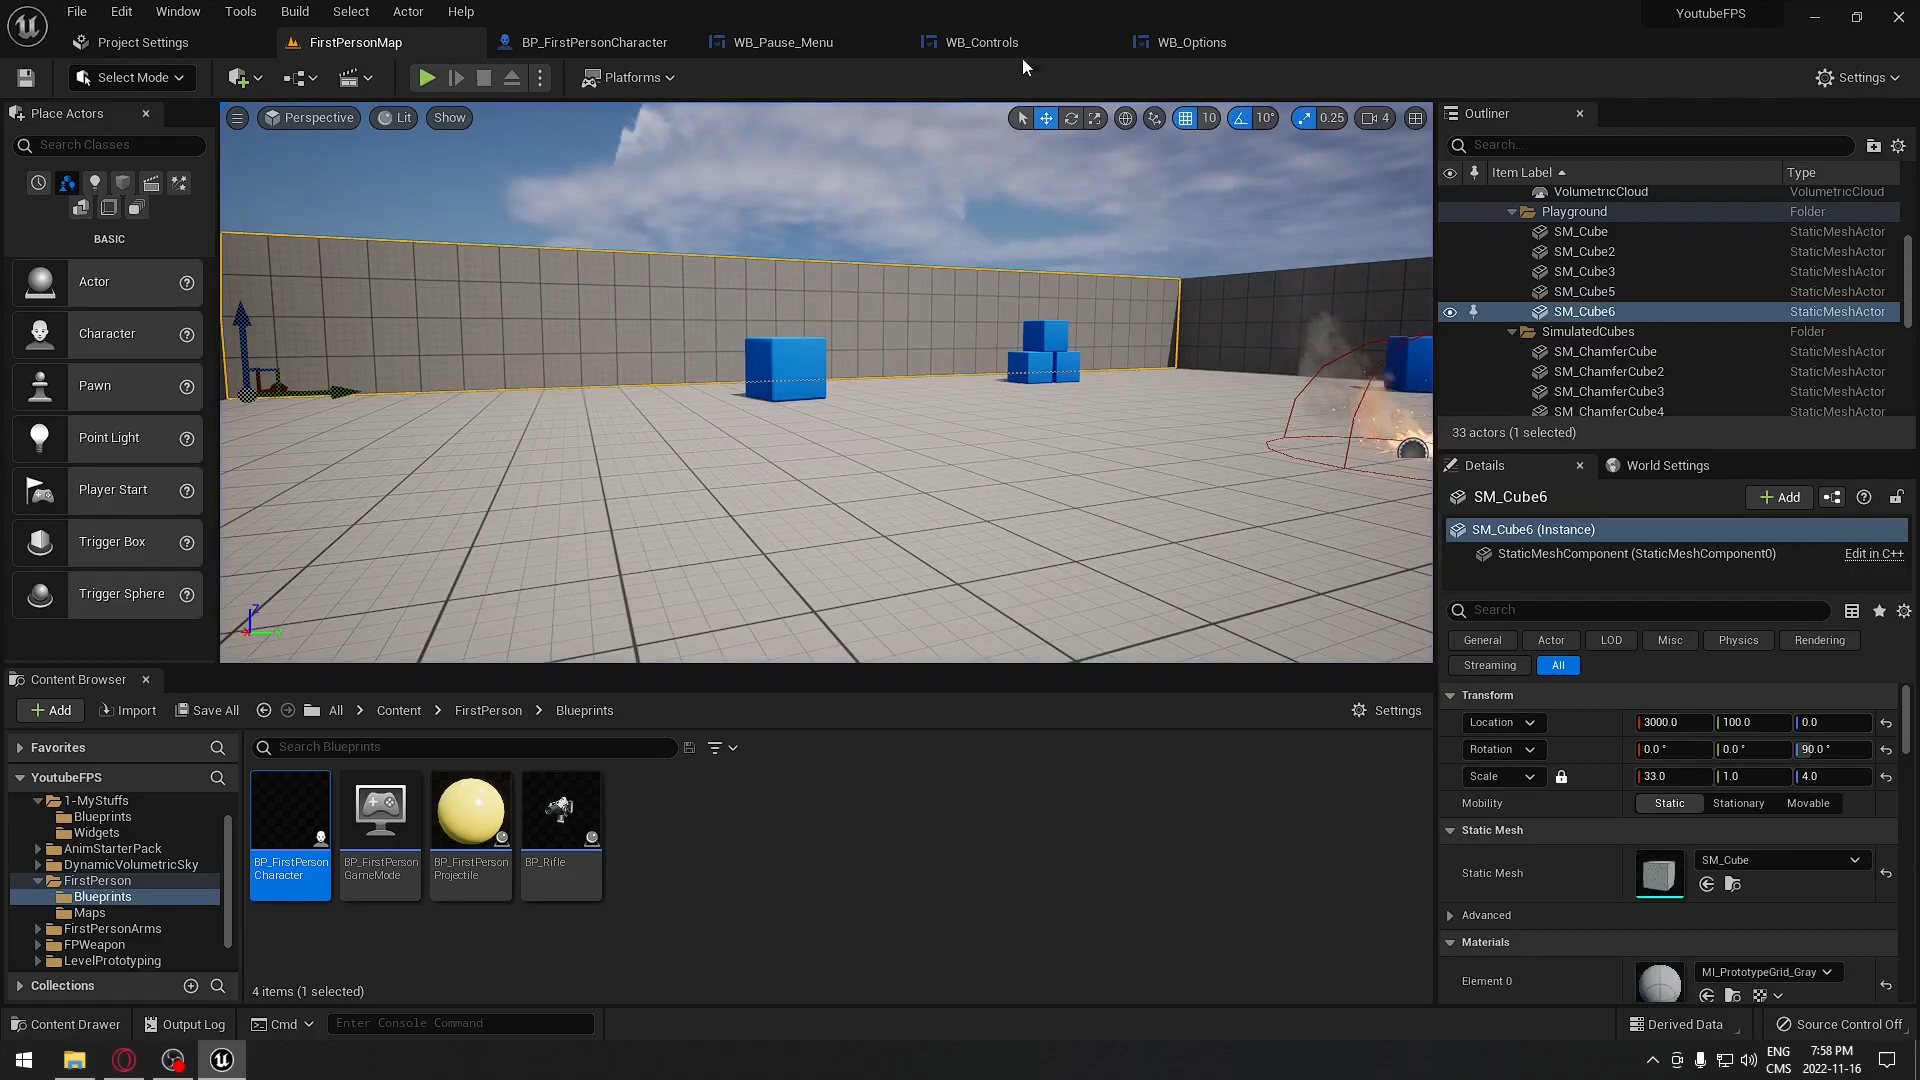 File Edit Window Tools Build Select Actor Help
YoutubeFPS
Project Settings FirstPersonMap BP_FirstPersonCharacter WB_Pause_Menu WB_Controls WB_Options
Select Mode Platforms Settings
Place Actors
Search Classes
BASIC
Actor
Character
Pawn
Point Light
Player Start
Trigger Box
Trigger Sphere
Perspective Lit Show
10 10° 0.25 4
Z
Y
Outliner
Search...
Item Label Type
VolumetricCloud VolumetricCloud
Playground Folder
SM_Cube StaticMeshActor
SM_Cube2 StaticMeshActor
SM_Cube3 StaticMeshActor
SM_Cube5 StaticMeshActor
SM_Cube6 StaticMeshActor
SimulatedCubes Folder
SM_ChamferCube StaticMeshActor
SM_ChamferCube2 StaticMeshActor
SM_ChamferCube3 StaticMeshActor
SM_ChamferCube4 StaticMeshActor
33 actors (1 selected)
Details World Settings
SM_Cube6 Add
SM_Cube6 (Instance)
StaticMeshComponent (StaticMeshComponent0) Edit in C++
Search
General Actor LOD Misc Physics Rendering
Streaming All
Transform
Location 3000.0 100.0 0.0
Rotation 0.0 ° 0.0 ° 90.0 °
Scale 33.0 1.0 4.0
Mobility Static Stationary Movable
Static Mesh
Static Mesh SM_Cube
Advanced
Materials
Element 0 MI_PrototypeGrid_Gray
Content Browser
Add Import Save All All Content FirstPerson Blueprints Settings
Favorites
YoutubeFPS
1-MyStuffs
Blueprints
Widgets
AnimStarterPack
DynamicVolumetricSky
FirstPerson
Blueprints
Maps
FirstPersonArms
FPWeapon
LevelPrototyping
Collections
Search Blueprints
BP_FirstPerson
Character
BP_FirstPerson
GameMode
BP_FirstPerson
Projectile
BP_Rifle
4 items (1 selected)
Content Drawer Output Log Cmd Enter Console Command Derived Data Source Control Off
ENG
CMS
7:58 PM
2022-11-16